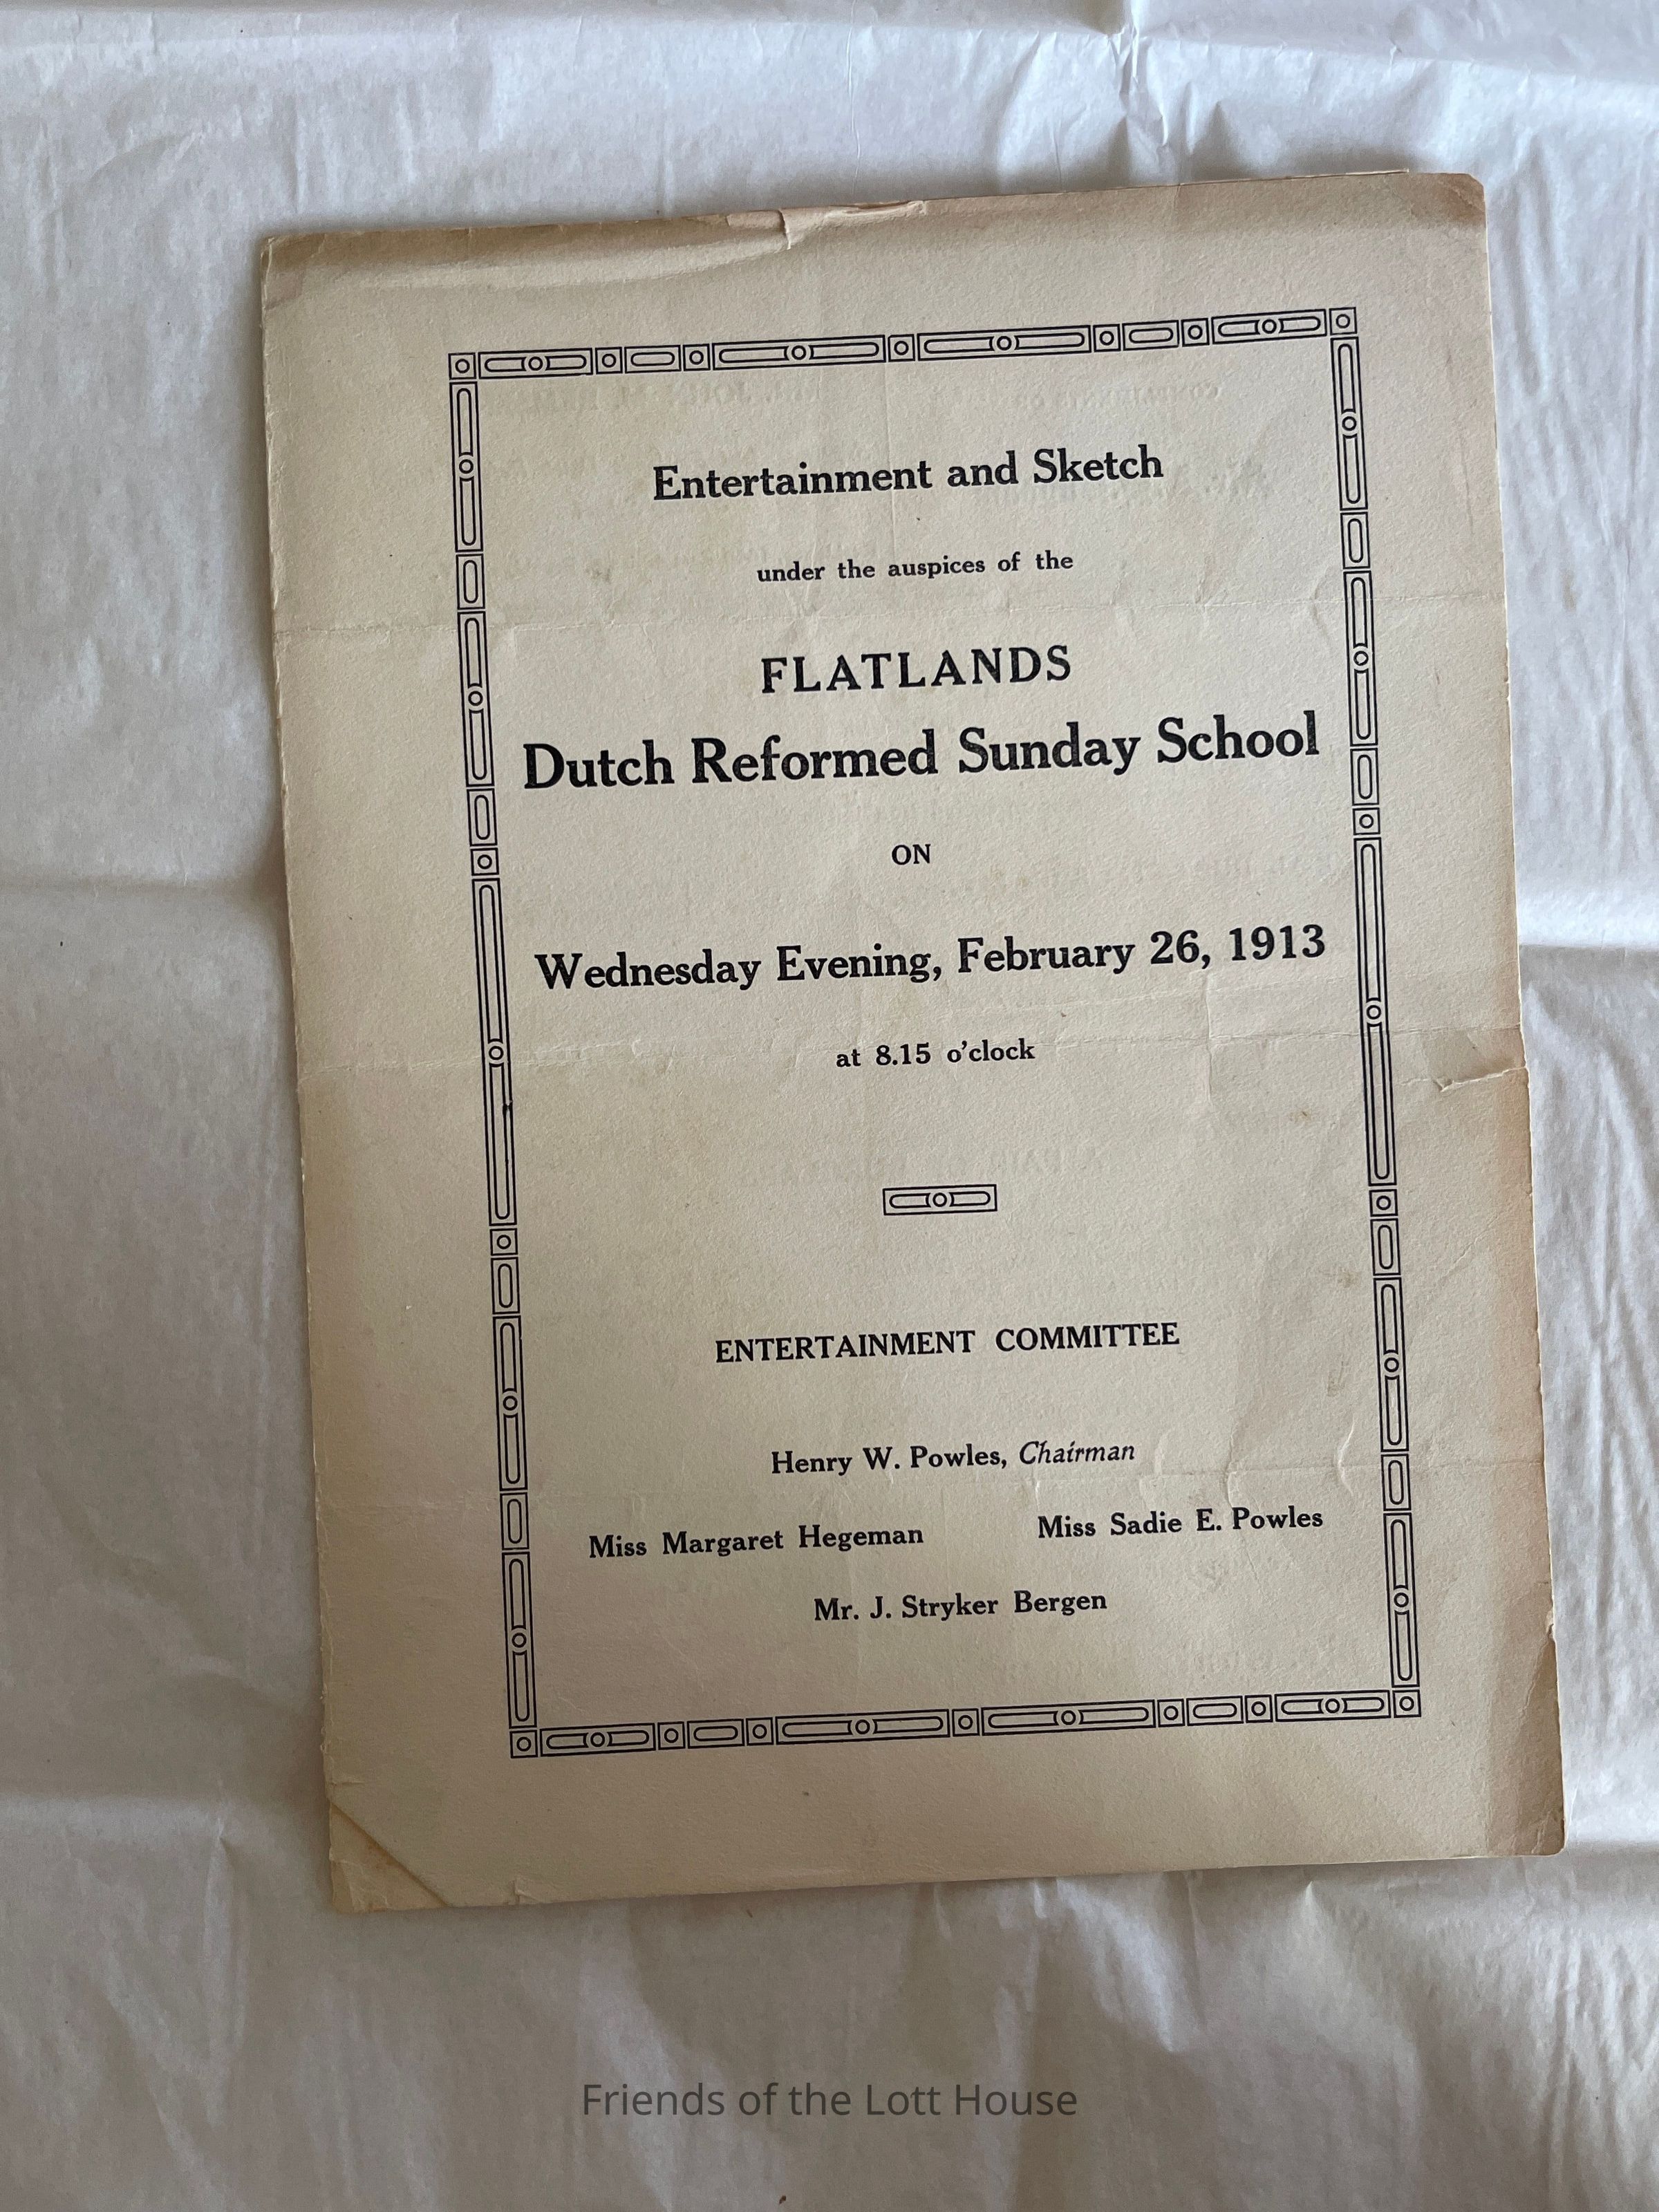 Entertainment and Sketch
under the auspices of the
FLATLANDS
Dutch Reformed Sunday School
ON
Wednesday Evening, February 26, 1913
at 8.15 o'clock
ENTERTAINMENT COMMITTEE
Henry W. Powles, Chairman
Miss Margaret Hegeman Miss Sadie E. Powles
Mr. J. Stryker Bergen
Friends of the Lott House